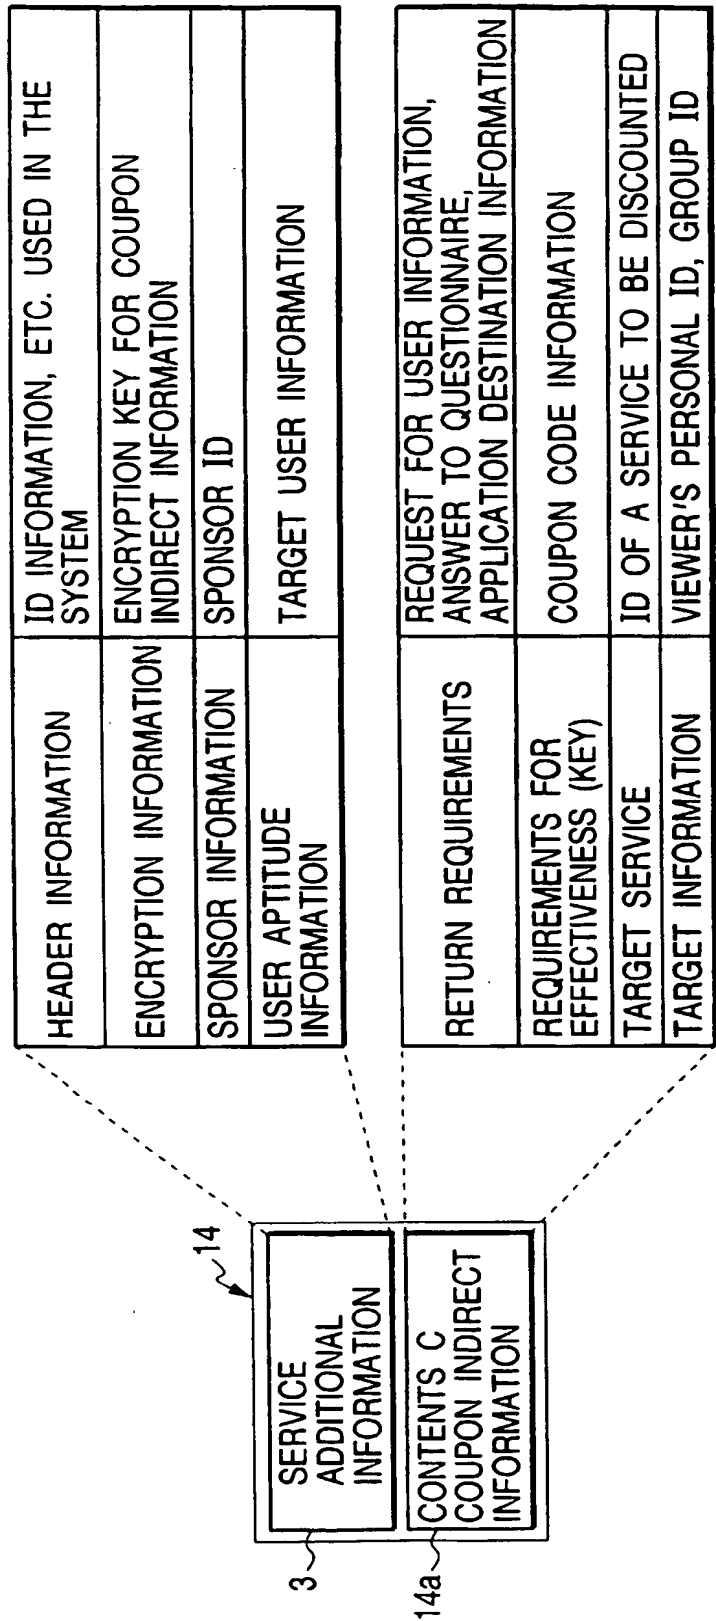 14
3
SERVICE
ADDITIONAL
INFORMATION
14a
CONTENTS C
COUPON INDIRECT
INFORMATION
HEADER INFORMATION
ID INFORMATION, ETC. USED IN THE
SYSTEM
ENCRYPTION INFORMATION
ENCRYPTION KEY FOR COUPON
INDIRECT INFORMATION
SPONSOR INFORMATION
SPONSOR ID
USER APTITUDE
INFORMATION
TARGET USER INFORMATION
RETURN REQUIREMENTS
REQUEST FOR USER INFORMATION,
ANSWER TO QUESTIONNAIRE,
APPLICATION DESTINATION INFORMATION
REQUIREMENTS FOR
EFFECTIVENESS (KEY)
COUPON CODE INFORMATION
TARGET SERVICE
ID OF A SERVICE TO BE DISCOUNTED
TARGET INFORMATION
VIEWER'S PERSONAL ID, GROUP ID